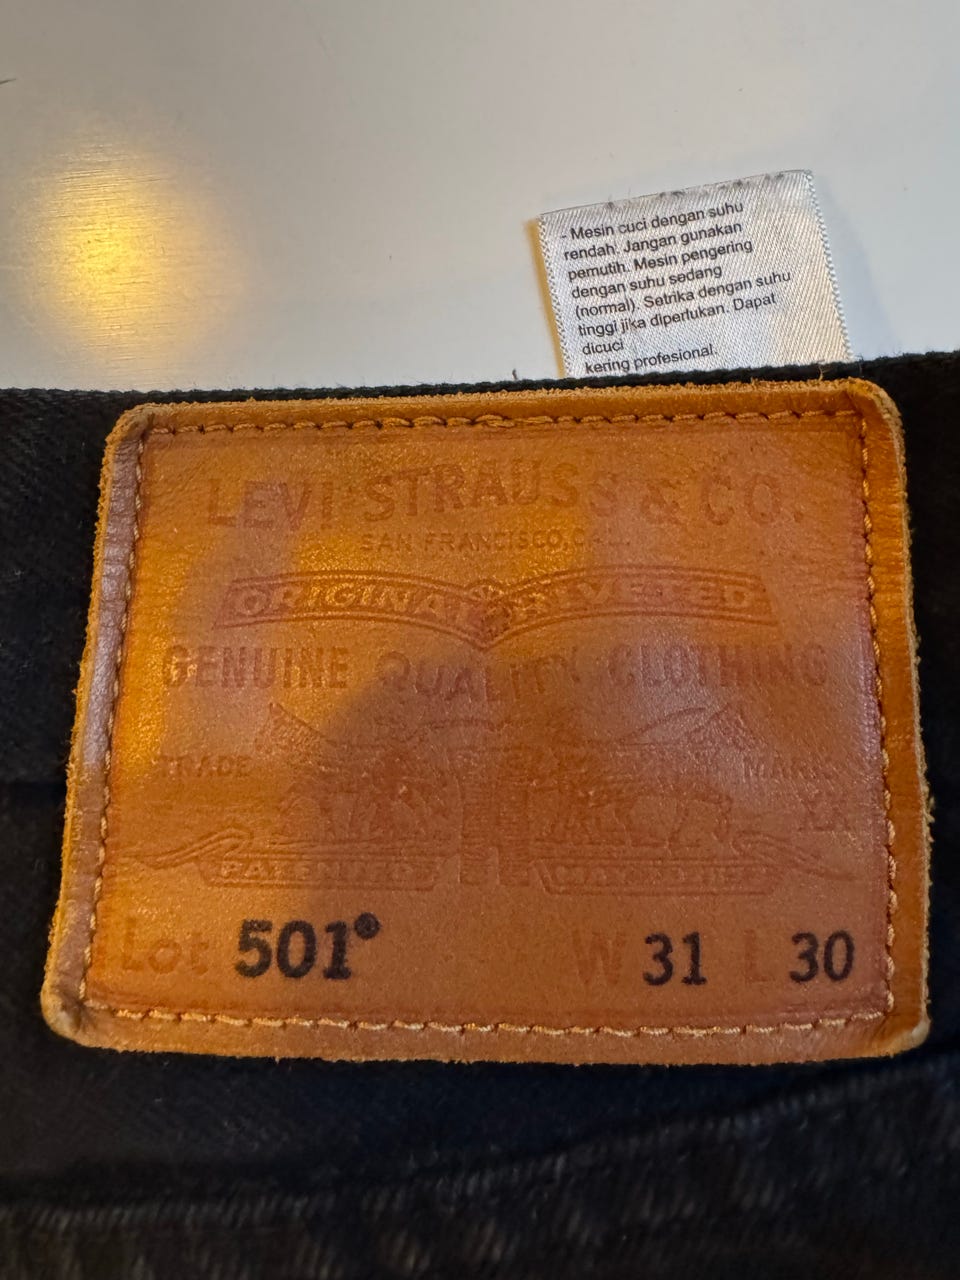 - Mesin cuci dengan suhu
rendah. Jangan gunakan
pemutih. Mesin pengering
dengan suhu sedang
(normal). Setrika dengan suhu
tinggi jika diperlukan. Dapat
dicuci
kering profesional.
LEVI STRAUSS & CO.
SAN FRANCISCO, CAL.
ORIGINAL RIVETED
GENUINE QUALITY CLOTHING
TRADE MARK
XX
Lot 501® W 31 L 30